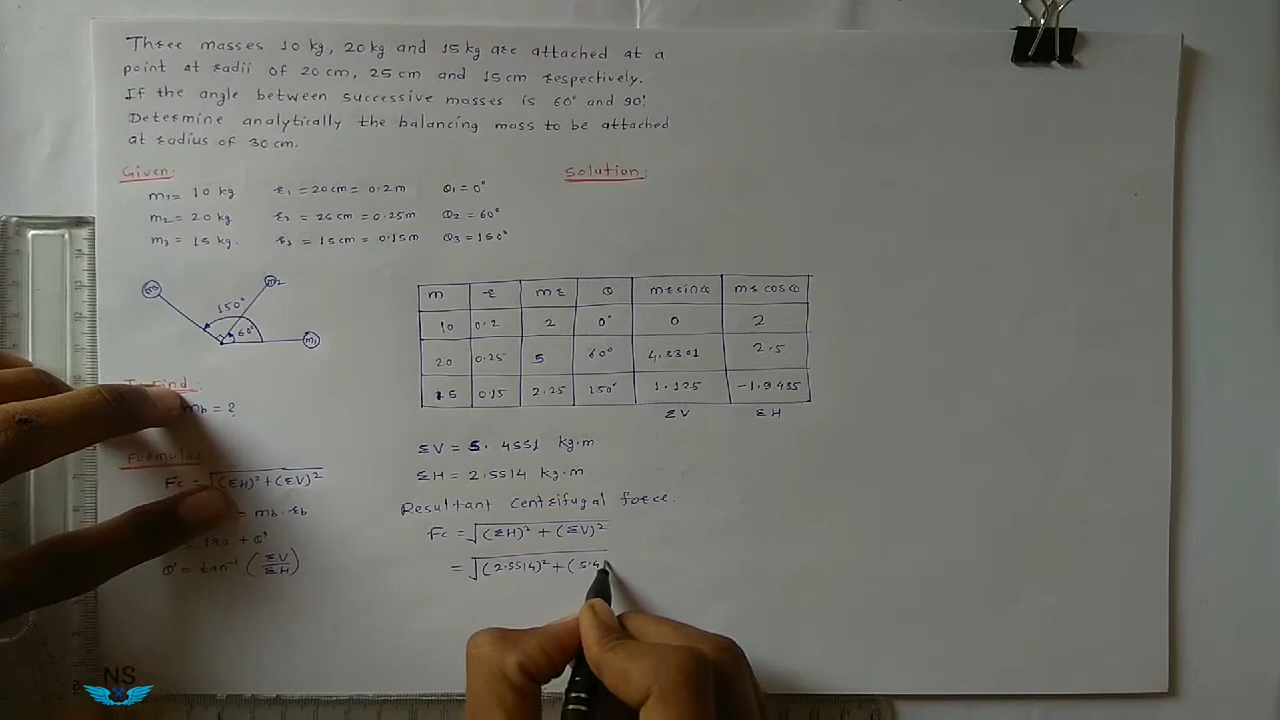 Three masses 10 kg, 20 kg and 15 kg are attached at a
point at radii of 20 cm, 25 cm and 15 cm respectively.
If the angle between successive masses is 60° and 90°.
Determine analytically the balancing mass to be attached
at radius of 30 cm.
Given:
m1 = 10 kg r1 = 20 cm = 0.2 m θ1 = 0°
m2 = 20 kg r2 = 25 cm = 0.25 m θ2 = 60°
m3 = 15 kg. r3 = 15 cm = 0.15 m θ3 = 150°
Solution:
m3 m2
150°
60° m1
To Find:
mb = ?
Formula:
Fc = √(ΣH)² + (ΣV)²
= mb . rb
= 180 + θ'
θ' = tan⁻¹ (ΣV/ΣH)
m r mr θ mr sinθ mr cosθ
10 0.2 2 0° 0 2
20 0.25 5 60° 4.3301 2.5
15 0.15 2.25 150° 1.125 -1.9485
ΣV ΣH
ΣV = 5.4551 kg.m
ΣH = 2.5514 kg.m
Resultant Centrifugal force.
Fc = √(ΣH)² + (ΣV)²
= √(2.5514)² + (5.4
NS